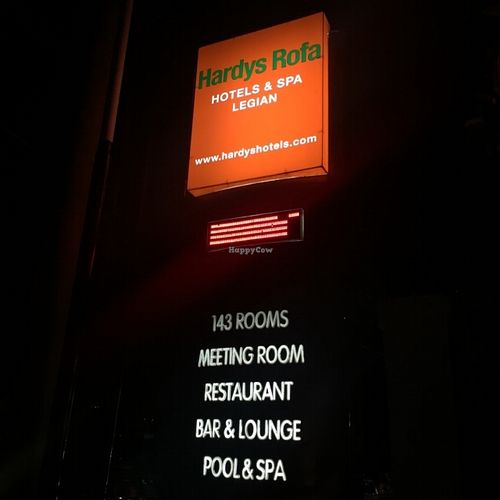 Hardys Rofa
HOTELS & SPA
LEGIAN
www.hardyshotels.com
HappyCow
143 ROOMS
MEETING ROOM
RESTAURANT
BAR & LOUNGE
POOL & SPA